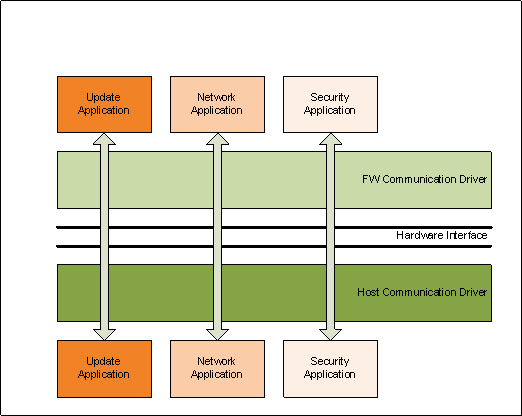 Update
Application
Network
Application
Security
Application
FW Communication Driver
Hardware Interface
Host Communication Driver
Update
Application
Network
Application
Security
Application